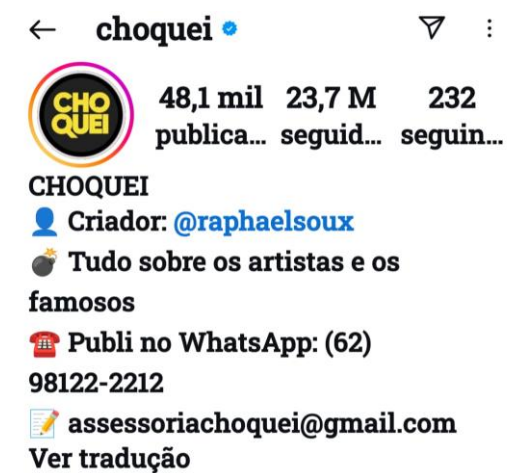 choquei
CHO
QUEI
48,1 mil 23,7 M 232
publica... seguid... seguin...
CHOQUEI
👤 Criador: @raphaelsoux
💣 Tudo sobre os artistas e os
famosos
☎️ Publi no WhatsApp: (62)
98122-2212
📝 assessoriachoquei@gmail.com
Ver tradução